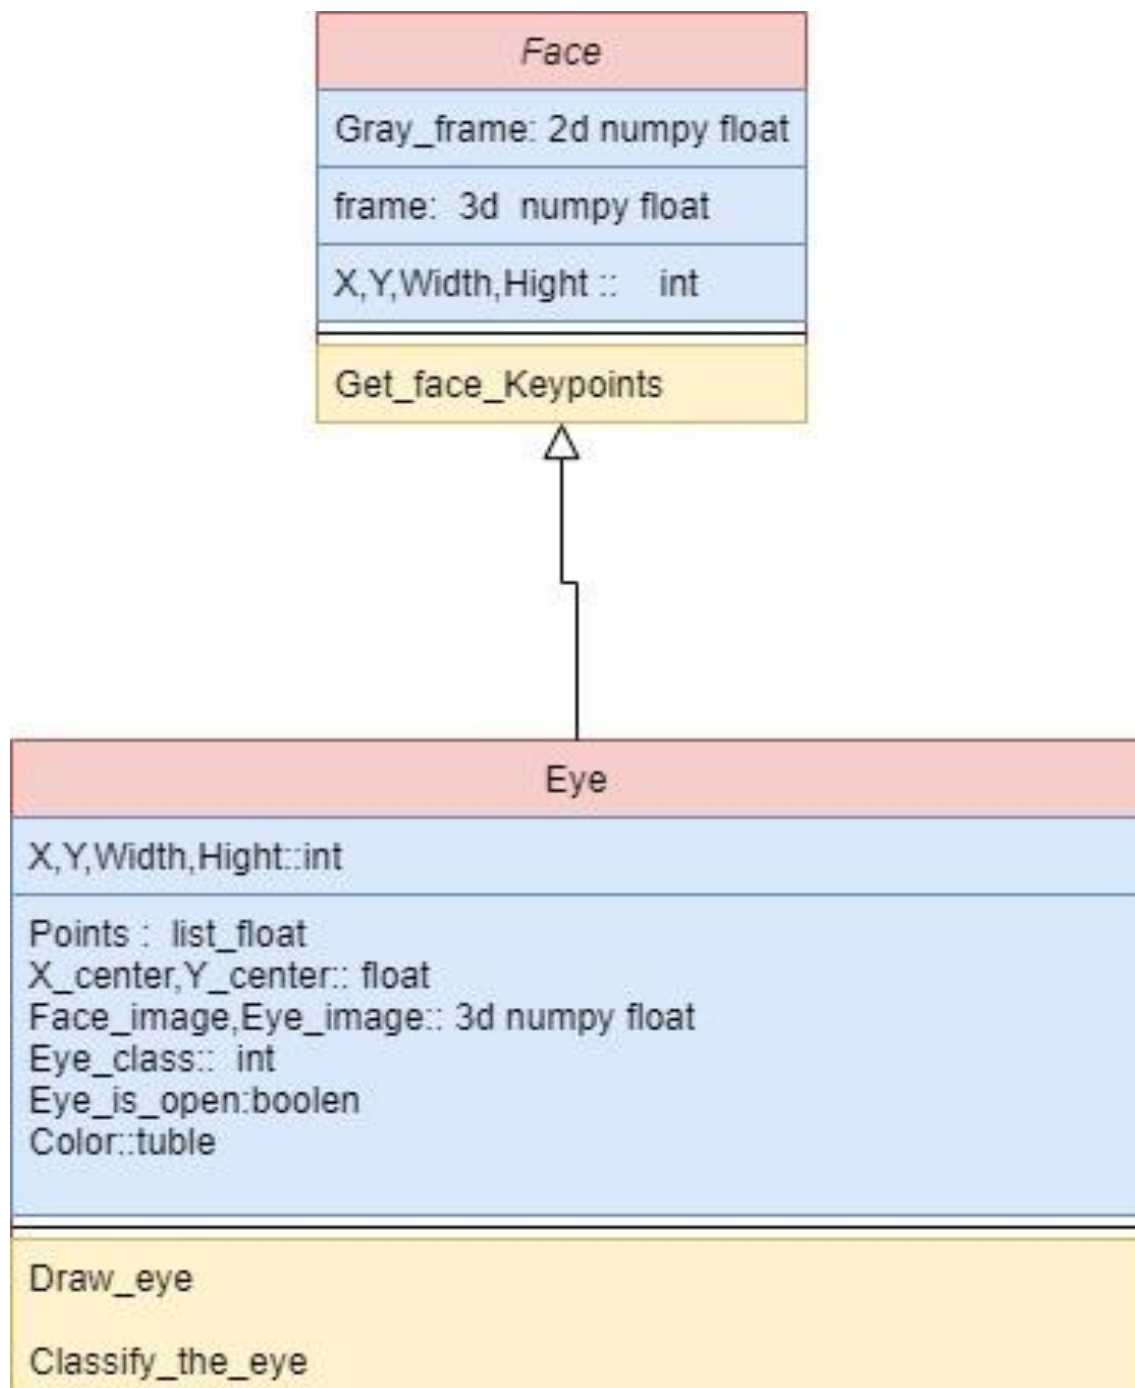 Face
Gray_frame: 2d numpy float
frame:  3d  numpy float
X,Y,Width,Hight ::    int
Get_face_Keypoints
Eye
X,Y,Width,Hight::int
Points :  list_float
X_center,Y_center:: float
Face_image,Eye_image:: 3d numpy float
Eye_class::  int
Eye_is_open:boolen
Color::tuble
Draw_eye
Classify_the_eye